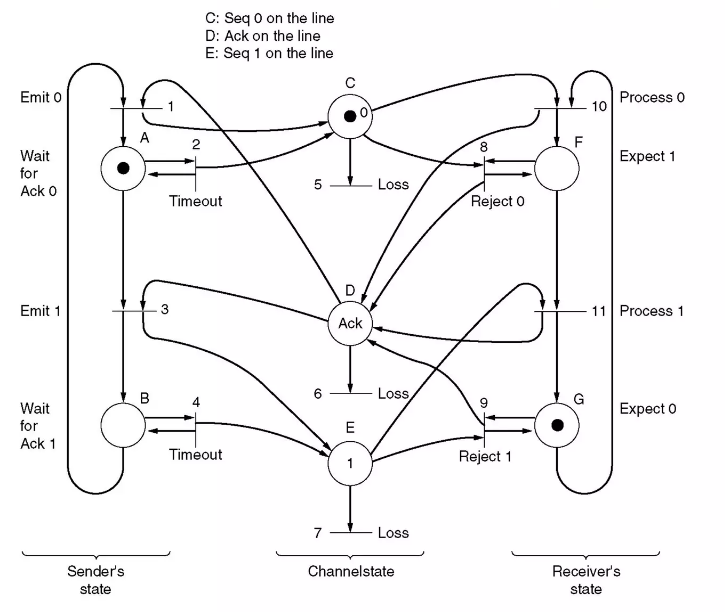 C: Seq 0 on the line
D: Ack on the line
E: Seq 1 on the line
C
Emit 0
1
0
10
Process 0
A
2
8
F
Wait
for
Ack 0
Expect 1
5
Loss
Timeout
Reject 0
D
Emit 1
3
Ack
11
Process 1
6
Loss
B
4
9
G
Wait
for
Ack 1
Expect 0
E
Timeout
1
Reject 1
7
Loss
Sender's
state
Channelstate
Receiver's
state